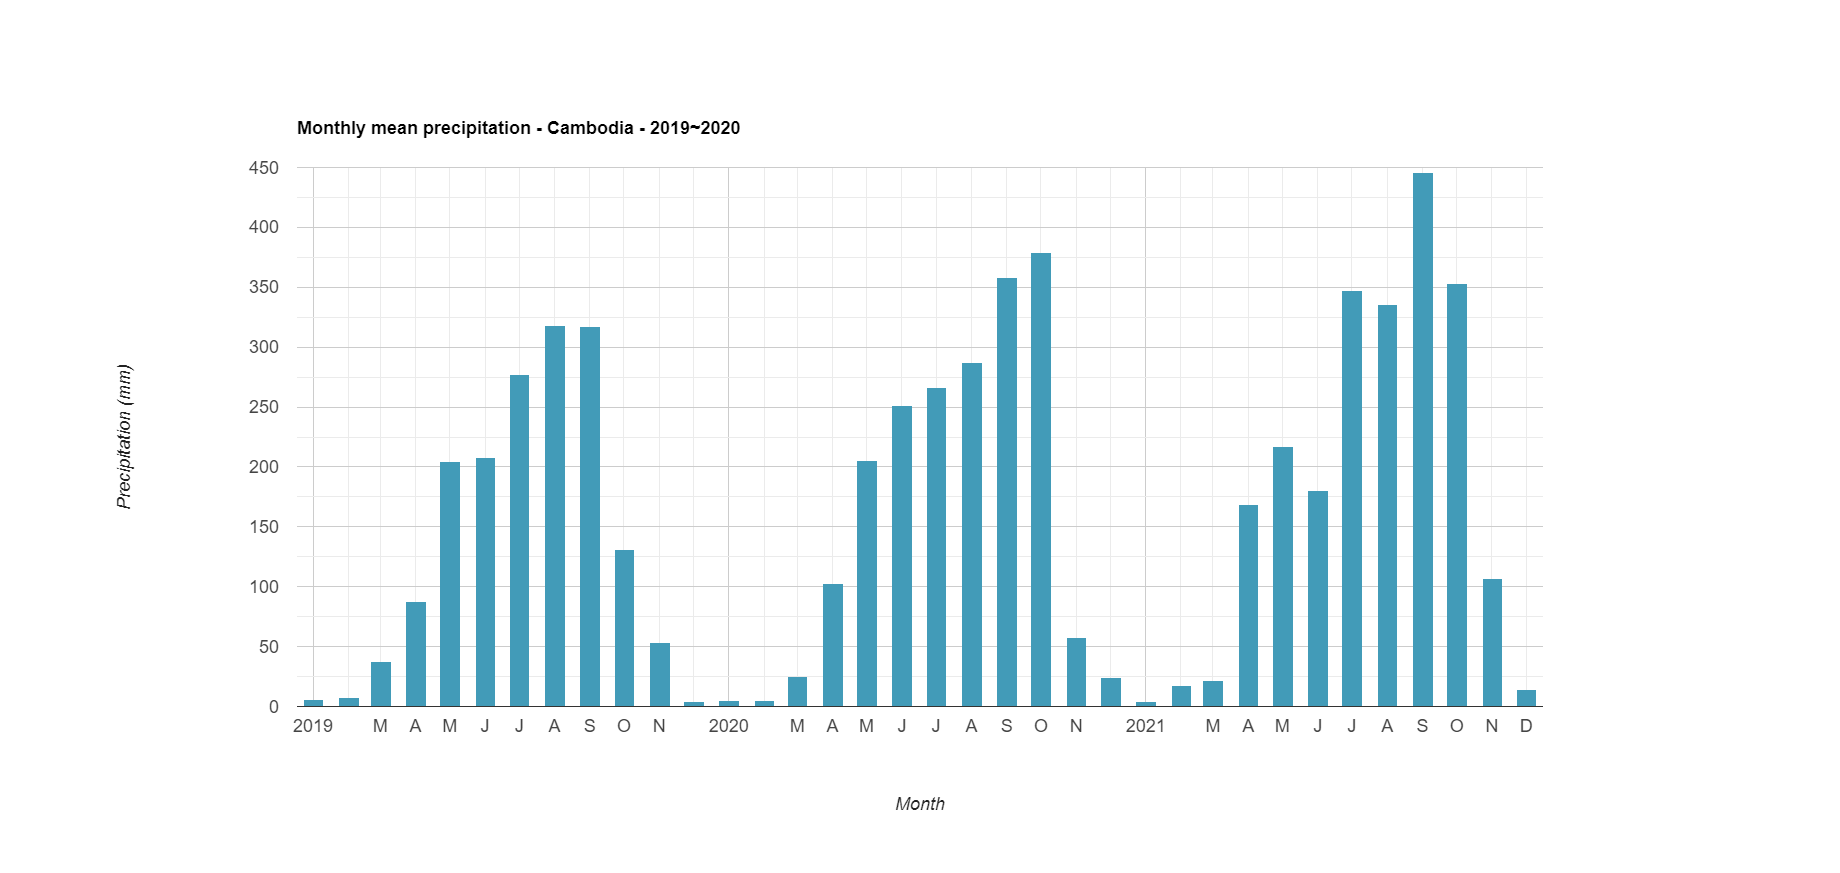 Monthly mean precipitation - Cambodia - 2019~2020
450
400
350
300
250
200
150
100
50
0
Precipitation (mm)
2019 M A M J J A S O N 2020 M A M J J A S O N 2021 M A M J J A S O N D
Month